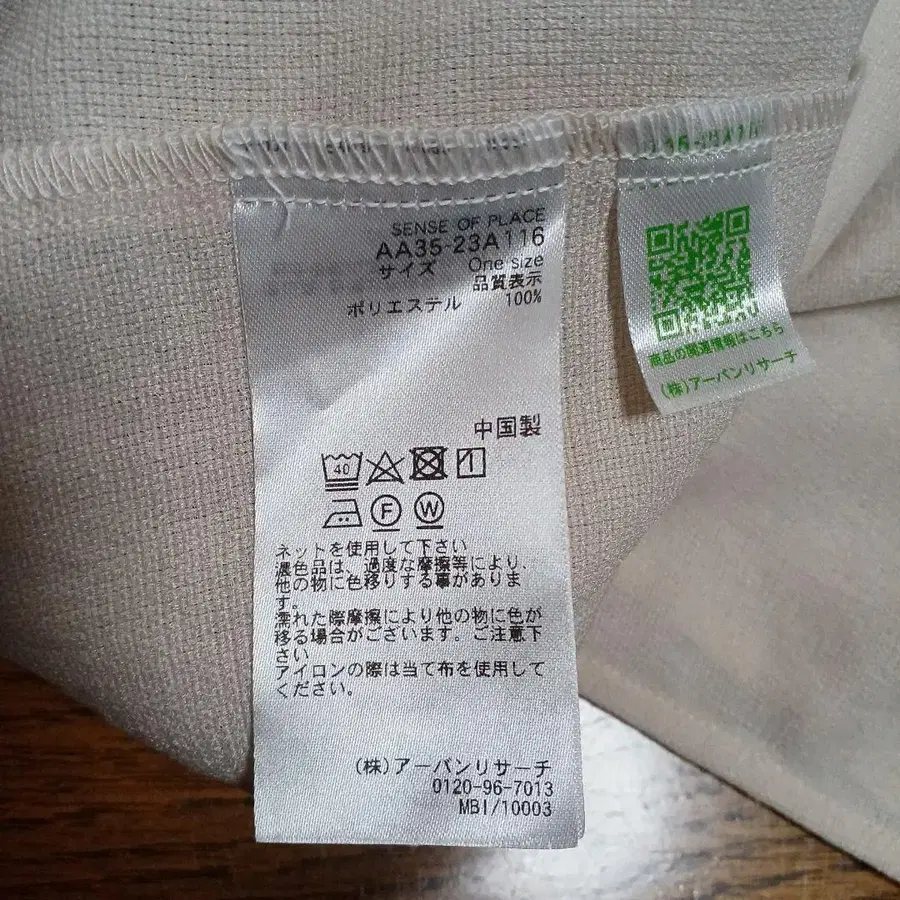 SENSE OF PLACE
AA35-23A116
サイズ One size
品質表示
ポリエステル 100%
中国製
40
1
F W
ネットを使用して下さい
濃色品は、過度な摩擦等により、
他の物に色移りする事がありま
す。
濡れた際摩擦により他の物に色が
移る場合がございます。ご注意下
さい
アイロンの際は当て布を使用して
ください。
(株)アーバンリサーチ
0120-96-7013
MBI/10003
商品の関連情報はこちら
(株)アーバンリサーチ